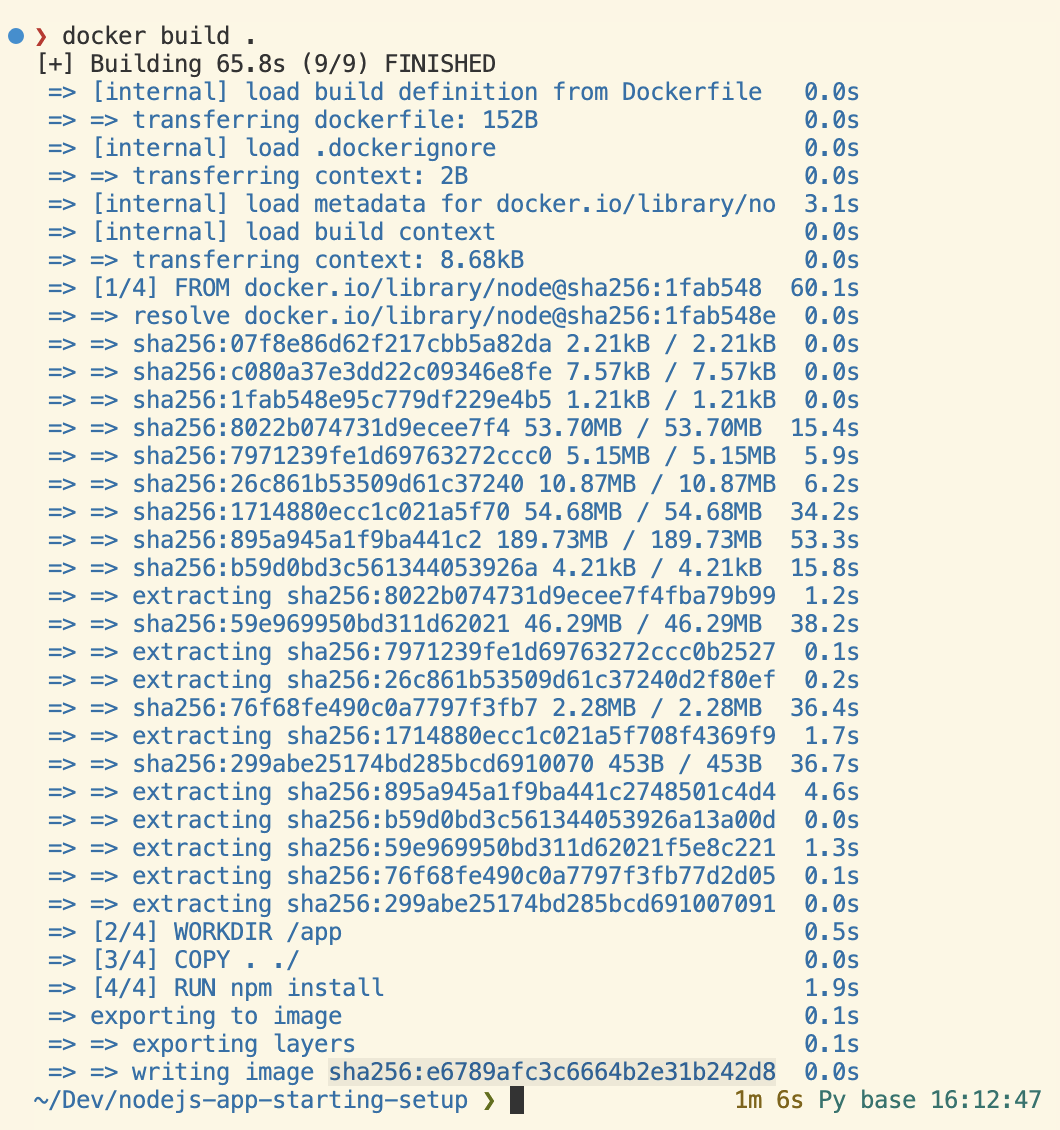 ❯ docker build .
[+] Building 65.8s (9/9) FINISHED
=> [internal] load build definition from Dockerfile 0.0s
=> => transferring dockerfile: 152B 0.0s
=> [internal] load .dockerignore 0.0s
=> => transferring context: 2B 0.0s
=> [internal] load metadata for docker.io/library/no 3.1s
=> [internal] load build context 0.0s
=> => transferring context: 8.68kB 0.0s
=> [1/4] FROM docker.io/library/node@sha256:1fab548 60.1s
=> => resolve docker.io/library/node@sha256:1fab548e 0.0s
=> => sha256:07f8e86d62f217cbb5a82da 2.21kB / 2.21kB 0.0s
=> => sha256:c080a37e3dd22c09346e8fe 7.57kB / 7.57kB 0.0s
=> => sha256:1fab548e95c779df229e4b5 1.21kB / 1.21kB 0.0s
=> => sha256:8022b074731d9ecee7f4 53.70MB / 53.70MB 15.4s
=> => sha256:7971239fe1d69763272ccc0 5.15MB / 5.15MB 5.9s
=> => sha256:26c861b53509d61c37240 10.87MB / 10.87MB 6.2s
=> => sha256:1714880ecc1c021a5f70 54.68MB / 54.68MB 34.2s
=> => sha256:895a945a1f9ba441c2 189.73MB / 189.73MB 53.3s
=> => sha256:b59d0bd3c561344053926a 4.21kB / 4.21kB 15.8s
=> => extracting sha256:8022b074731d9ecee7f4fba79b99 1.2s
=> => sha256:59e969950bd311d62021 46.29MB / 46.29MB 38.2s
=> => extracting sha256:7971239fe1d69763272ccc0b2527 0.1s
=> => extracting sha256:26c861b53509d61c37240d2f80ef 0.2s
=> => sha256:76f68fe490c0a7797f3fb7 2.28MB / 2.28MB 36.4s
=> => extracting sha256:1714880ecc1c021a5f708f4369f9 1.7s
=> => sha256:299abe25174bd285bcd6910070 453B / 453B 36.7s
=> => extracting sha256:895a945a1f9ba441c2748501c4d4 4.6s
=> => extracting sha256:b59d0bd3c561344053926a13a00d 0.0s
=> => extracting sha256:59e969950bd311d62021f5e8c221 1.3s
=> => extracting sha256:76f68fe490c0a7797f3fb77d2d05 0.1s
=> => extracting sha256:299abe25174bd285bcd691007091 0.0s
=> [2/4] WORKDIR /app 0.5s
=> [3/4] COPY . ./ 0.0s
=> [4/4] RUN npm install 1.9s
=> exporting to image 0.1s
=> => exporting layers 0.1s
=> => writing image sha256:e6789afc3c6664b2e31b242d8 0.0s
~/Dev/nodejs-app-starting-setup ❯ 1m 6s Py base 16:12:47